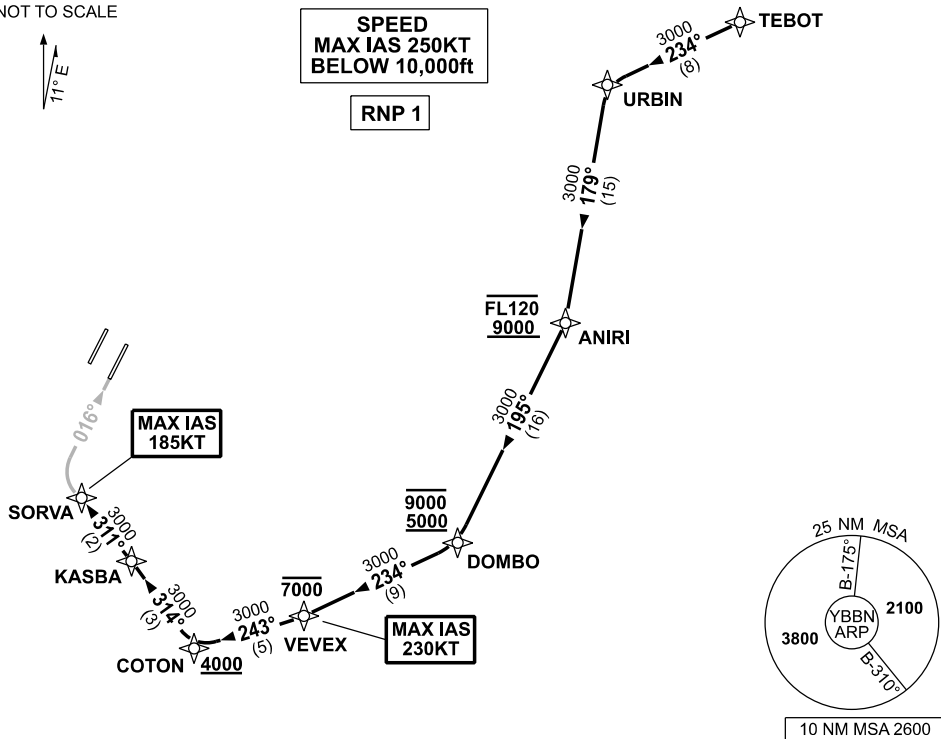 NOT TO SCALE
11° E
SPEED
MAX IAS 250KT
BELOW 10,000ft
RNP 1
TEBOT
3000
234°
(8)
URBIN
3000
179°
(15)
FL120
9000
ANIRI
3000
195°
(16)
016°
MAX IAS
185KT
SORVA
3000
311°
(2)
KASBA
3000
314°
(3)
COTON
4000
3000
243°
(5)
7000
VEVEX
MAX IAS
230KT
3000
234°
(9)
9000
5000
DOMBO
25 NM MSA
B-175°
YBBN
ARP
2100
3800
B-310°
10 NM MSA 2600